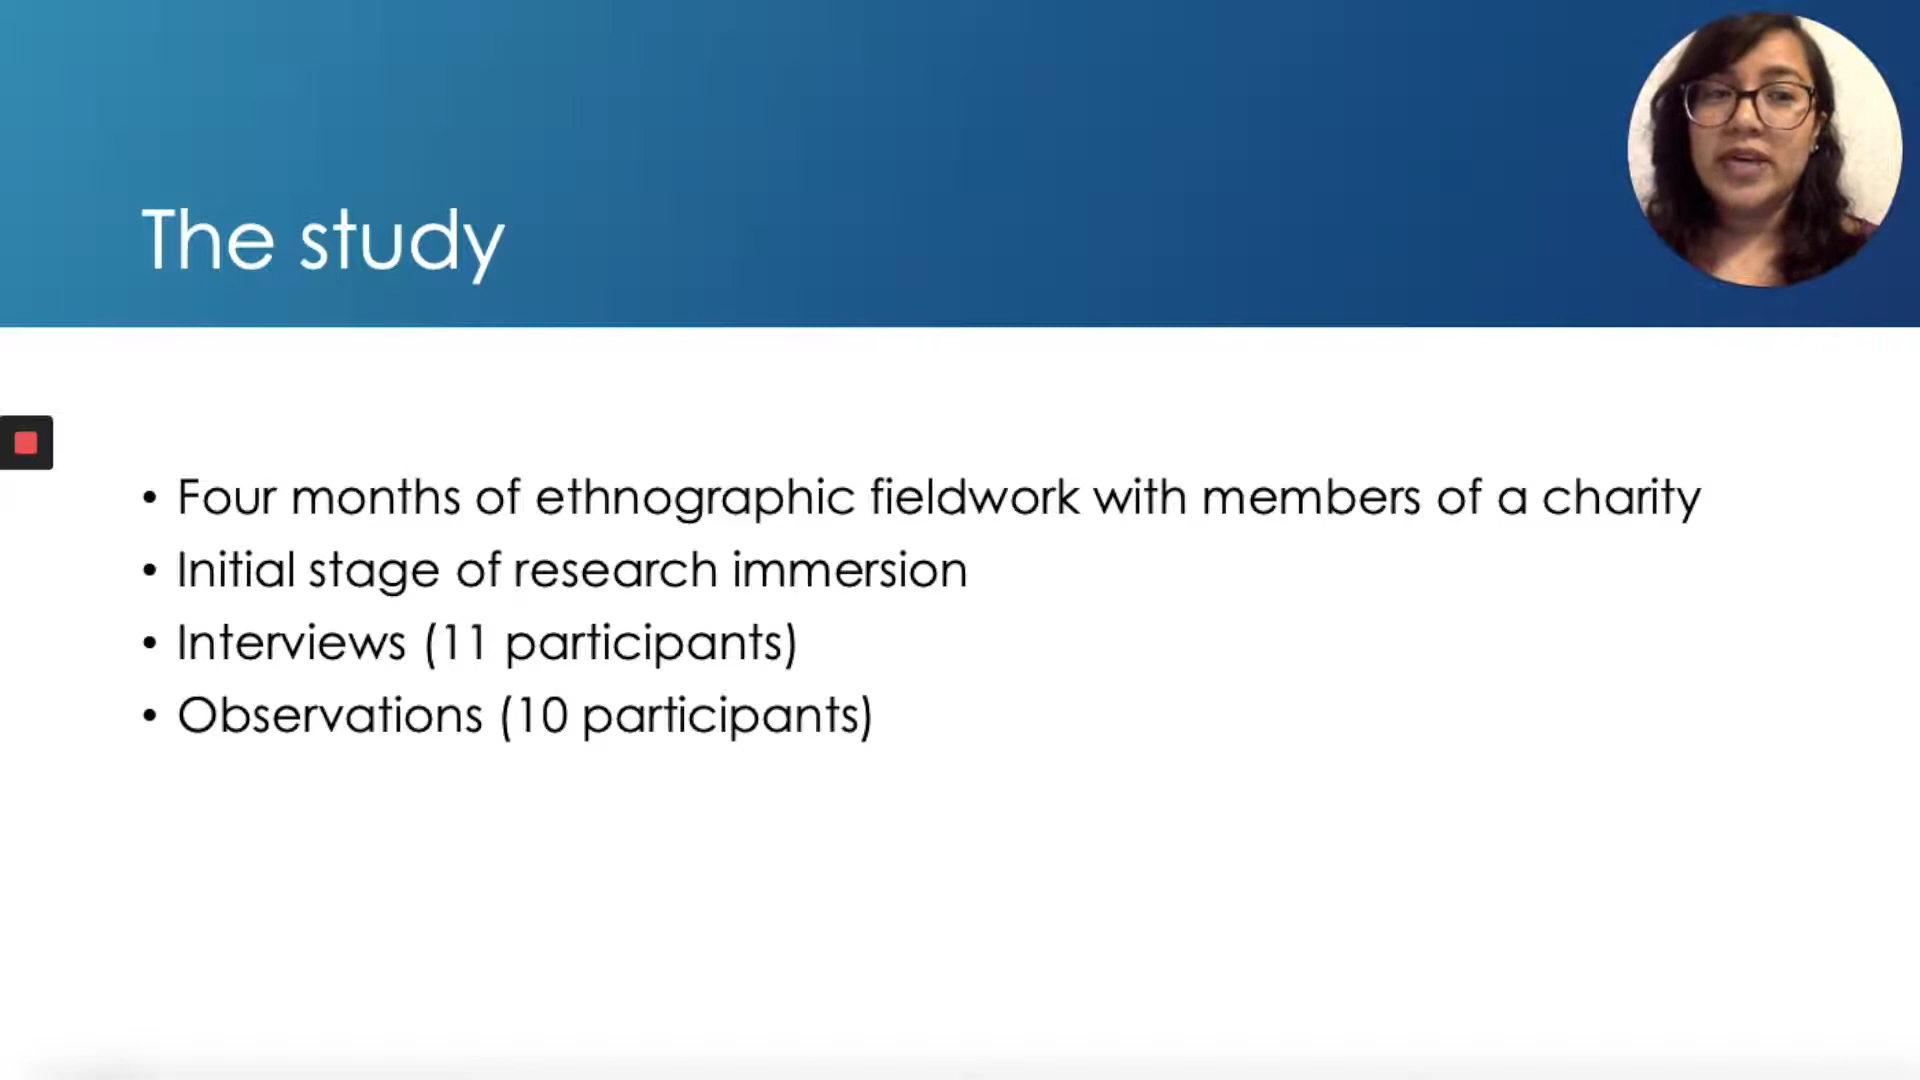 The study
• Four months of ethnographic fieldwork with members of a charity
• Initial stage of research immersion
• Interviews (11 participants)
• Observations (10 participants)